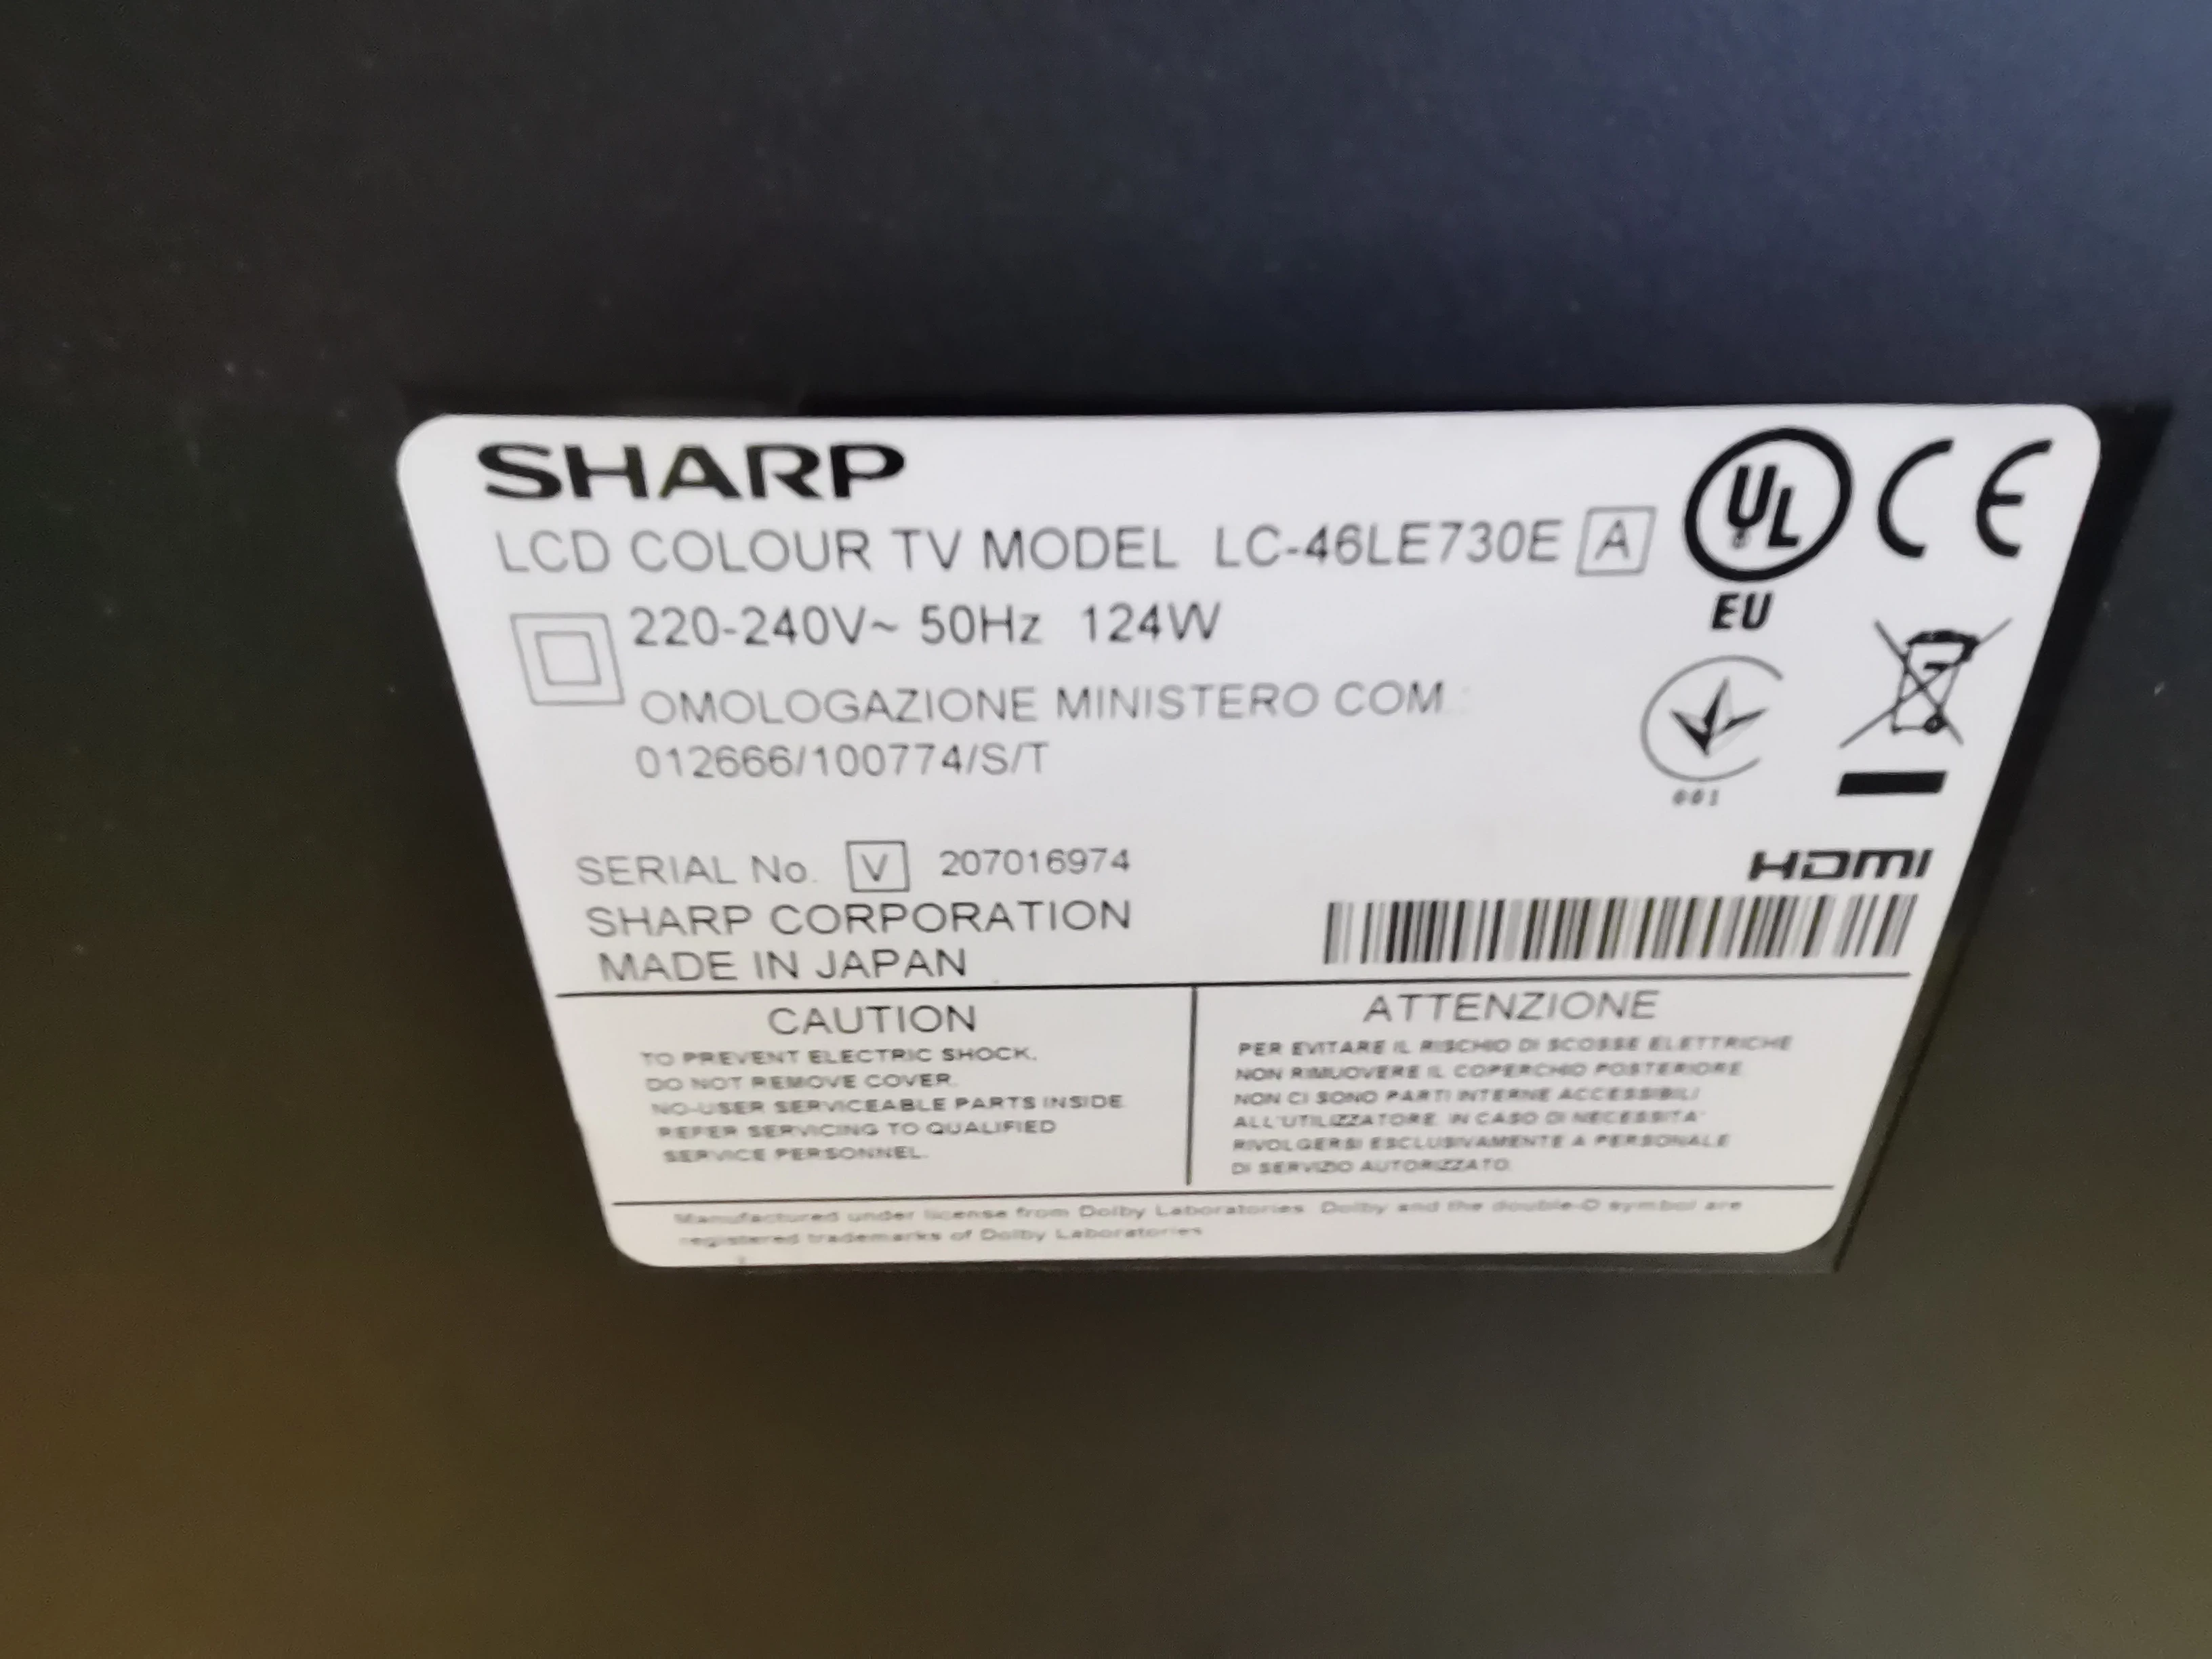 SHARP
LCD COLOUR TV MODEL LC-46LE730E A
UL
CE
EU
220-240V~ 50Hz 124W
OMOLOGAZIONE MINISTERO COM.
012666/100774/S/T
001
SERIAL No. V 207016974
HDMI
SHARP CORPORATION
MADE IN JAPAN
CAUTION
TO PREVENT ELECTRIC SHOCK,
DO NOT REMOVE COVER.
NO-USER SERVICEABLE PARTS INSIDE.
REFER SERVICING TO QUALIFIED
SERVICE PERSONNEL.
ATTENZIONE
PER EVITARE IL RISCHIO DI SCOSSE ELETTRICHE
NON RIMUOVERE IL COPERCHIO POSTERIORE.
NON CI SONO PARTI INTERNE ACCESSIBILI
ALL'UTILIZZATORE. IN CASO DI NECESSITA'
RIVOLGERSI ESCLUSIVAMENTE A PERSONALE
DI SERVIZIO AUTORIZZATO.
Manufactured under license from Dolby Laboratories. Dolby and the double-D symbol are
registered trademarks of Dolby Laboratories.